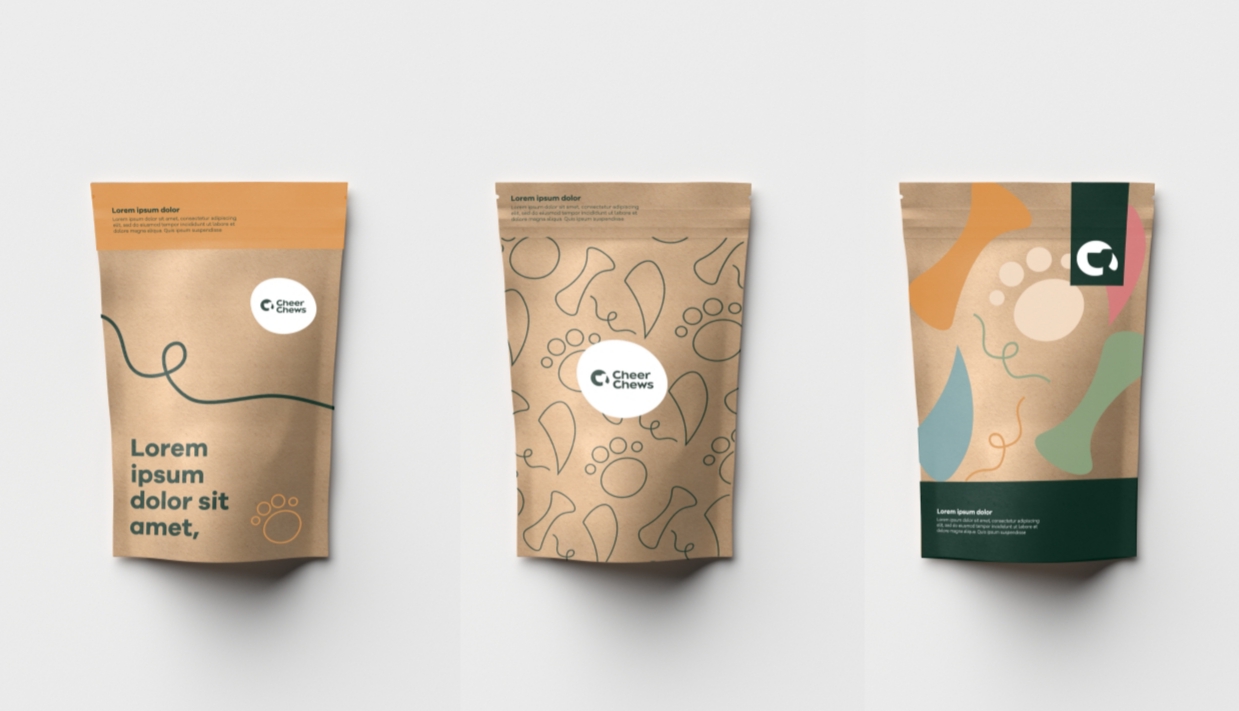 Lorem ipsum dolor
Lorem ipsum dolor sit amet, consectetur adipiscing
elit, sed do eiusmod tempor incididunt ut labore et
dolore magna aliqua. Quis ipsum suspendisse
Cheer
Chews
Lorem
ipsum
dolor sit
amet,
Lorem ipsum dolor
Lorem ipsum dolor sit amet, consectetur adipiscing
elit, sed do eiusmod tempor incididunt ut labore et
dolore magna aliqua. Quis ipsum suspendisse
Cheer
Chews
Lorem ipsum dolor
Lorem ipsum dolor sit amet, consectetur adipiscing
elit, sed do eiusmod tempor incididunt ut labore et
dolore magna aliqua. Quis ipsum suspendisse